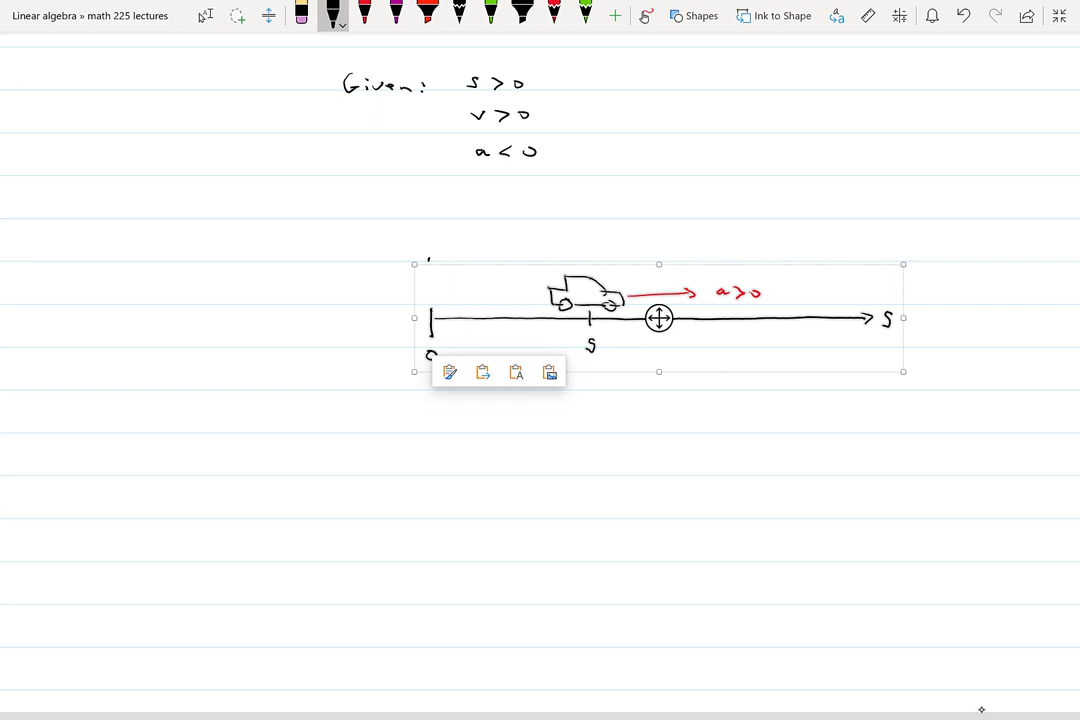 Linear algebra » math 225 lectures
Shapes
Ink to Shape
Given: s > 0
v > 0
a < 0
a > 0
S
0
S